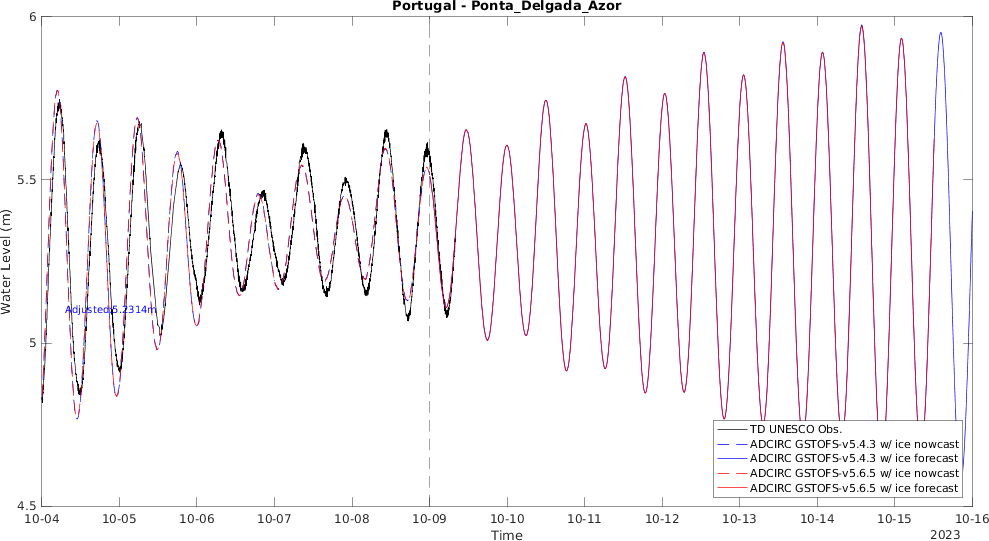 Portugal - Ponta_Delgada_Azor
Water Level (m)
6
5.5
5
4.5
Adjusted:5.2314m
TD UNESCO Obs.
ADCIRC GSTOFS-v5.4.3 w/ ice nowcast
ADCIRC GSTOFS-v5.4.3 w/ ice forecast
ADCIRC GSTOFS-v5.6.5 w/ ice nowcast
ADCIRC GSTOFS-v5.6.5 w/ ice forecast
10-04 10-05 10-06 10-07 10-08 10-09 10-10 10-11 10-12 10-13 10-14 10-15 10-16
Time
2023